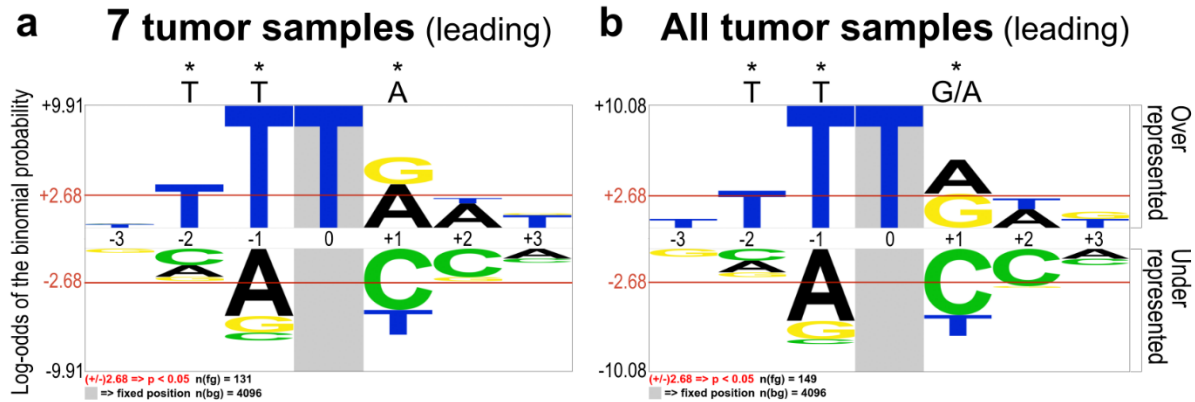 a 7 tumor samples (leading)
* * *
T T A
Log-odds of the binomial probability
+9.91
+2.68
-2.68
-9.91
T T T T G A T A G T
-3 -2 -1 0 +1 +2 +3
G C A G A G C C T C G A C
(+/-)2.68 => p < 0.05 n(fg) = 131
=> fixed position n(bg) = 4096
b All tumor samples (leading)
* * *
T T G/A
+10.08
+2.68
-2.68
-10.08
T T T T A G T A G T
-3 -2 -1 0 +1 +2 +3
G C A G A G C C T C G A C
(+/-)2.68 => p < 0.05 n(fg) = 149
=> fixed position n(bg) = 4096
Over
represented
Under
represented